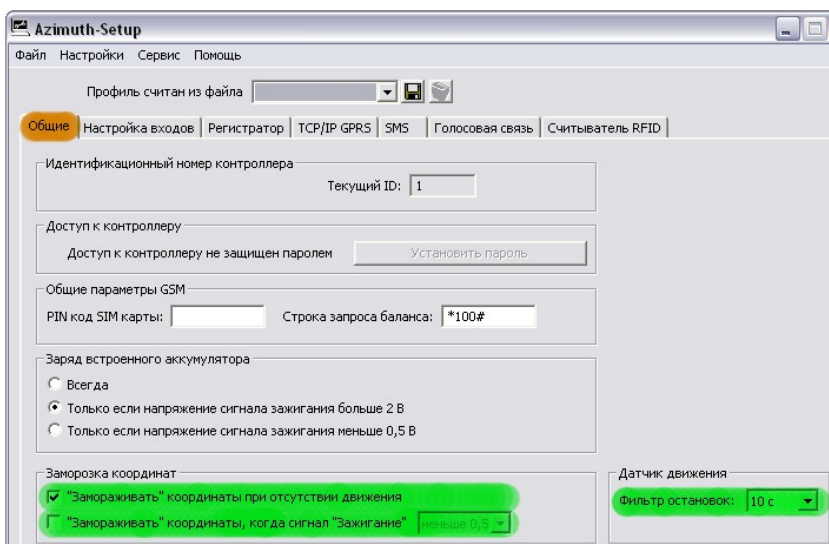 Azimuth-Setup
Файл Настройки Сервис Помощь
Профиль считан из файла
Общие Настройка входов Регистратор TCP/IP GPRS SMS Голосовая связь Считыватель RFID
Идентификационный номер контроллера
Текущий ID: 1
Доступ к контроллеру
Доступ к контроллеру не защищен паролем Установить пароль
Общие параметры GSM
PIN код SIM карты: Строка запроса баланса: *100#
Заряд встроенного аккумулятора
Всегда
Только если напряжение сигнала зажигания больше 2 В
Только если напряжение сигнала зажигания меньше 0,5 В
Заморозка координат Датчик движения
"Замораживать" координаты при отсутствии движения Фильтр остановок: 10 с
"Замораживать" координаты, когда сигнал "Зажигание" меньше 0,5